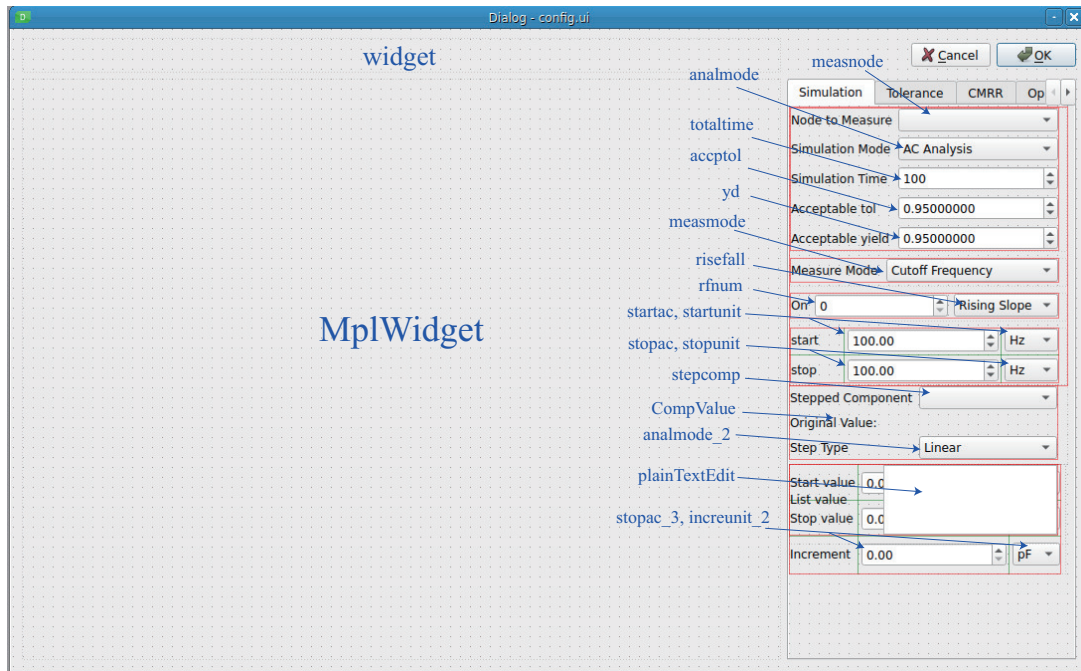 Dialog - config.ui
widget
Cancel
OK
measnode
analmode
Simulation Tolerance CMRR Op
Node to Measure
totaltime
Simulation Mode AC Analysis
accptol
Simulation Time 100
yd
Acceptable tol 0.95000000
measmode
Acceptable yield 0.95000000
risefall
Measure Mode Cutoff Frequency
rfnum
On 0 Rising Slope
startac, startunit
MplWidget
start 100.00 Hz
stopac, stopunit
stop 100.00 Hz
stepcomp
Stepped Component
CompValue
Original Value:
analmode_2
Step Type Linear
plainTextEdit
Start value 0.0
List value
stopac_3, increunit_2
Stop value 0.0
Increment 0.00 pF